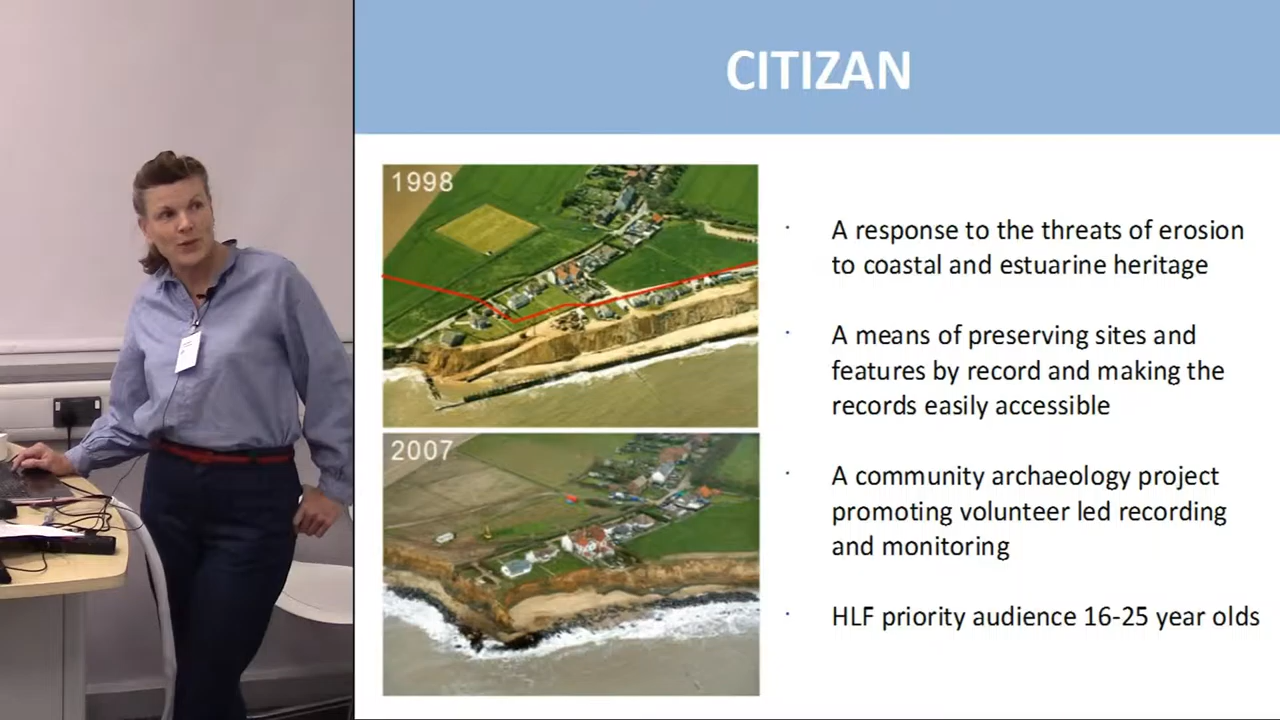 CITIZAN
1998
2007
· A response to the threats of erosion
to coastal and estuarine heritage
· A means of preserving sites and
features by record and making the
records easily accessible
· A community archaeology project
promoting volunteer led recording
and monitoring
· HLF priority audience 16-25 year olds